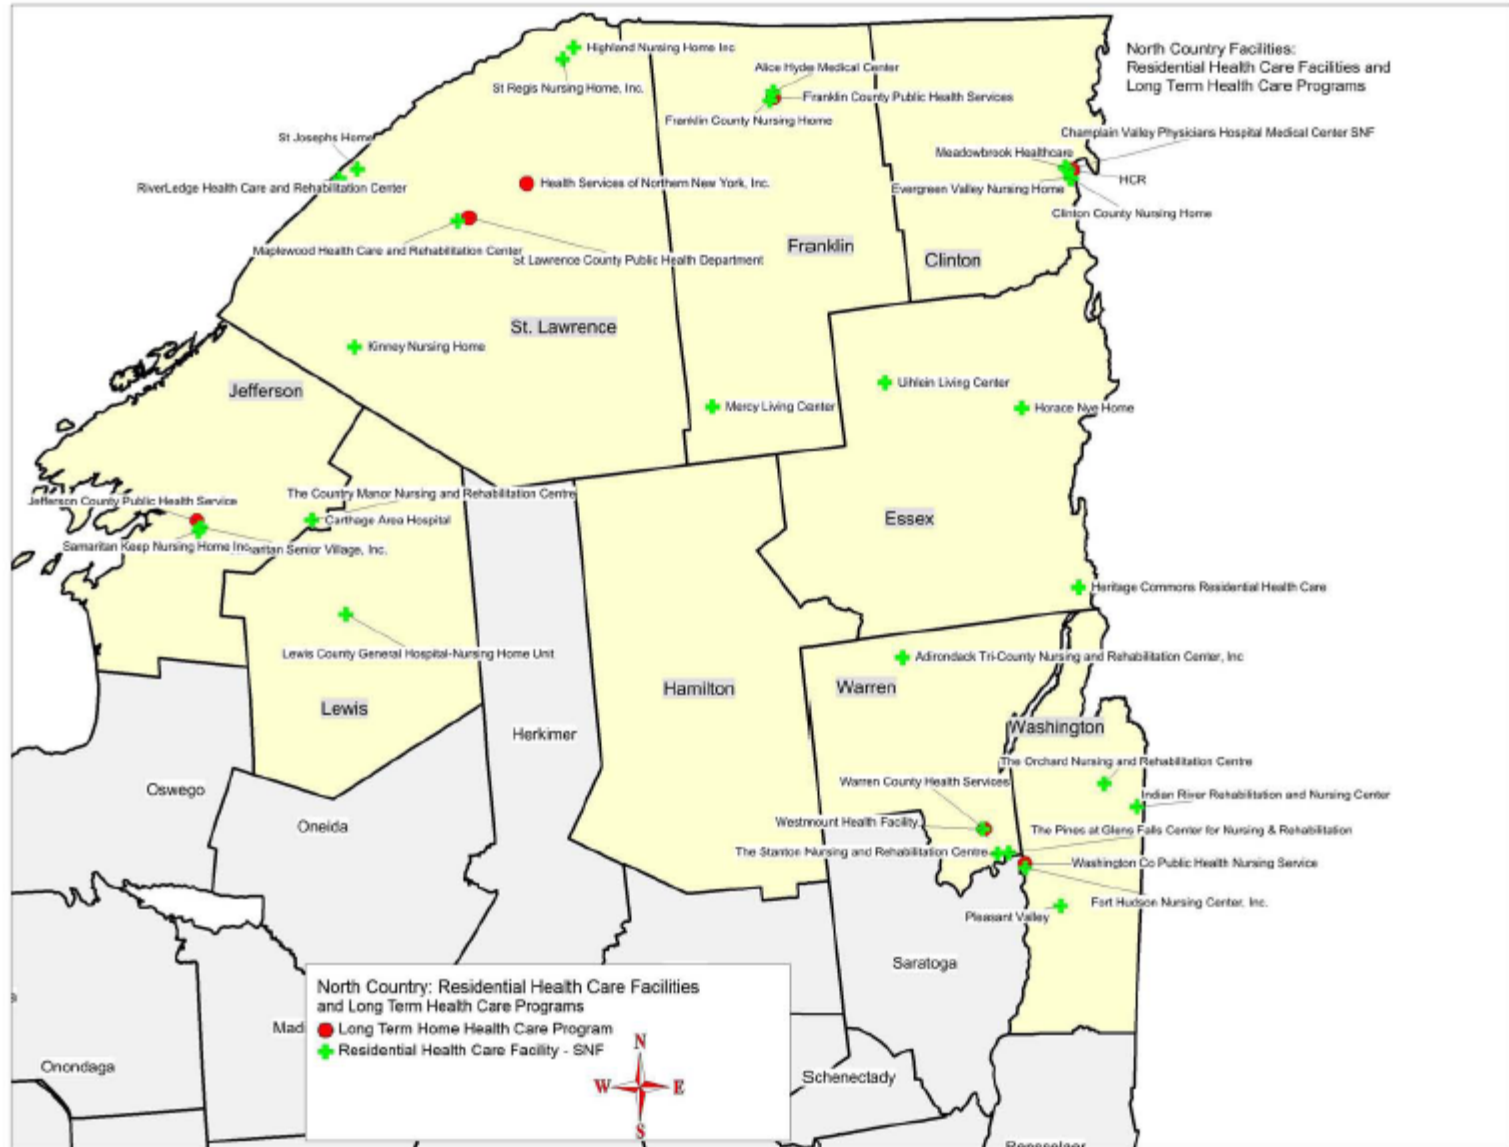 North Country Facilities:
Residential Health Care Facilities and
Long Term Health Care Programs
Highland Nursing Home Inc
St Regis Nursing Home, Inc.
Alice Hyde Medical Center
Franklin County Public Health Services
Franklin County Nursing Home
Champlain Valley Physicians Hospital Medical Center SNF
Meadowbrook Healthcare
HCR
Evergreen Valley Nursing Home
Clinton County Nursing Home
St Josephs Home
RiverLedge Health Care and Rehabilitation Center
Health Services of Northern New York, Inc.
Maplewood Health Care and Rehabilitation Center
St Lawrence County Public Health Department
Franklin
Clinton
St. Lawrence
Kinney Nursing Home
Jefferson
Uihlein Living Center
Mercy Living Center
Horace Nye Home
Jefferson County Public Health Service
The Country Manor Nursing and Rehabilitation Centre
Carthage Area Hospital
Samaritan Keep Nursing Home Inc
Senior Village, Inc.
Essex
Heritage Commons Residential Health Care
Lewis County General Hospital-Nursing Home Unit
Adirondack Tri-County Nursing and Rehabilitation Center, Inc
Lewis
Hamilton
Warren
Herkimer
Washington
The Orchard Nursing and Rehabilitation Centre
Warren County Health Services
Indian River Rehabilitation and Nursing Center
Oswego
Oneida
Westmount Health Facility
The Pines at Glens Falls Center for Nursing & Rehabilitation
The Stanton Nursing and Rehabilitation Centre
Washington Co Public Health Nursing Service
Fort Hudson Nursing Center, Inc.
Pleasant Valley
Saratoga
North Country: Residential Health Care Facilities
and Long Term Health Care Programs
Long Term Home Health Care Program
Residential Health Care Facility - SNF
N
W E
S
Madi
Onondaga
Schenectady